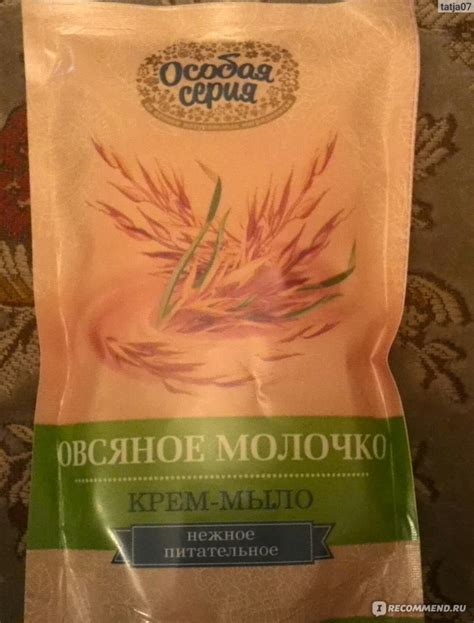 tatja07
Особая
серия
ОВСЯНОЕ МОЛОЧКО
КРЕМ-МЫЛО
нежное
питательное
RECOMMEND.RU